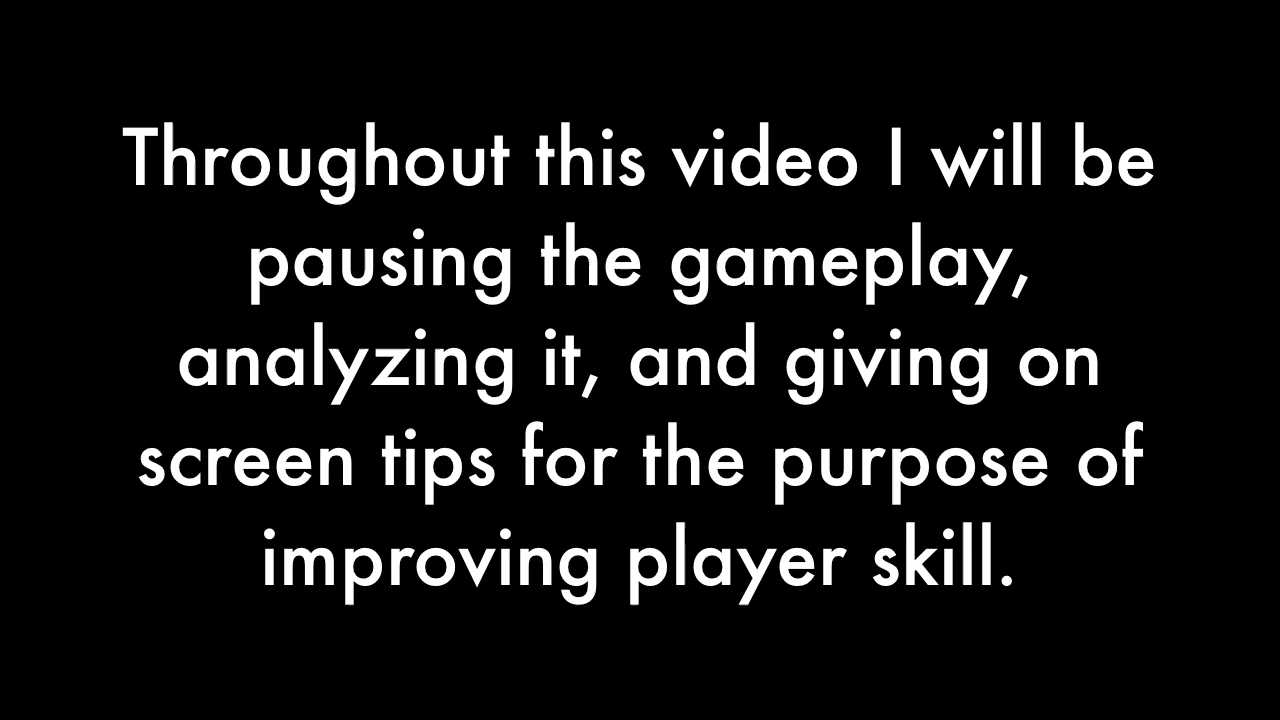 Throughout this video I will be
pausing the gameplay,
analyzing it, and giving on
screen tips for the purpose of
improving player skill.